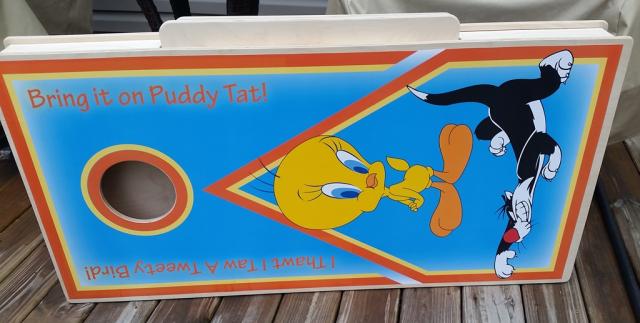 Bring it on Puddy Tat!
I Thawt I Taw A Tweety Bird!